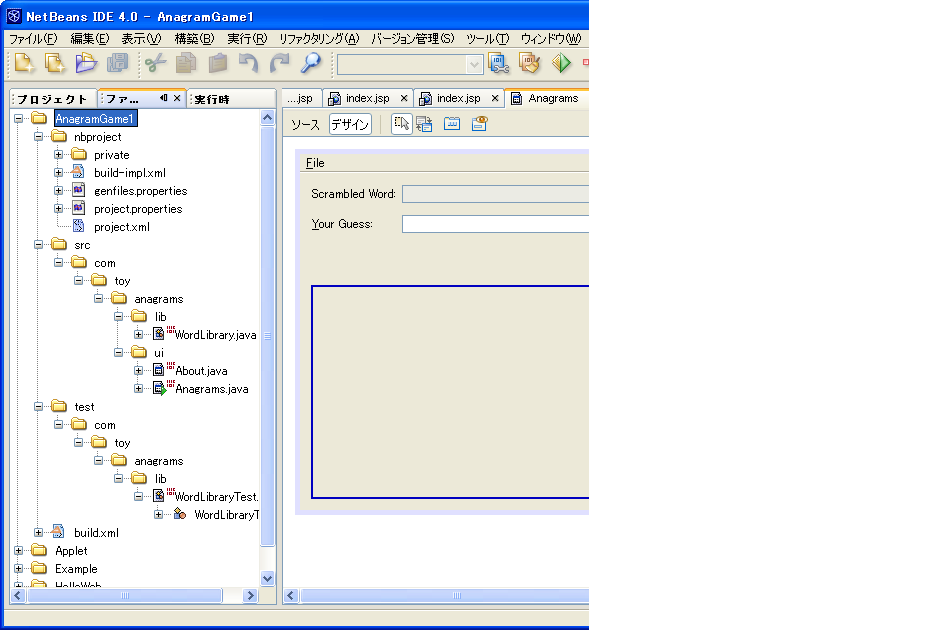 NetBeans IDE 4.0 - AnagramGame1
ファイル(F) 編集(E) 表示(V) 構築(B) 実行(R) リファクタリング(A) バージョン管理(S) ツール(T) ウィンドウ(W)
プロジェクト ファ... 実行時
...jsp index.jsp index.jsp Anagrams
ソース デザイン
AnagramGame1
nbproject
private
build-impl.xml
genfiles.properties
project.properties
project.xml
src
com
toy
anagrams
lib
WordLibrary.java
ui
About.java
Anagrams.java
test
com
toy
anagrams
lib
WordLibraryTest.
WordLibraryT
build.xml
Applet
Example
HelloWeb
File
Scrambled Word:
Your Guess: